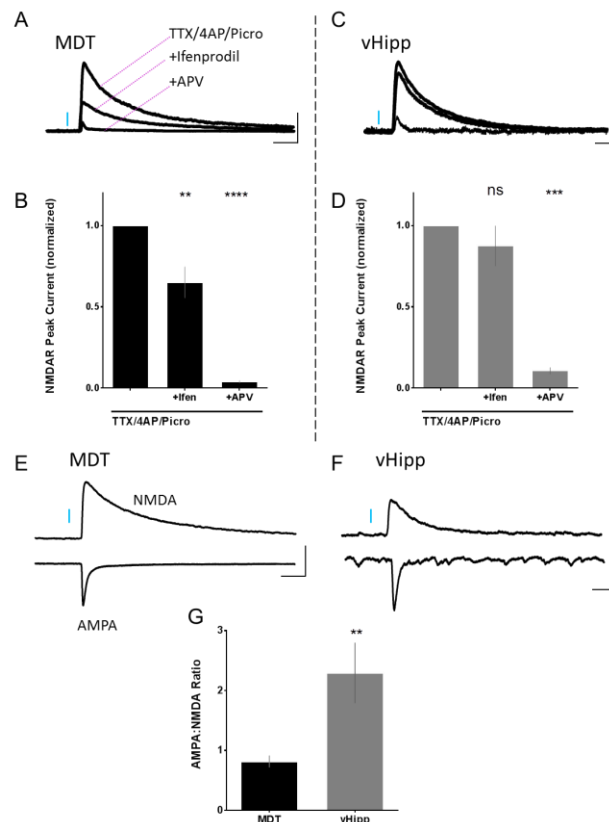 A
MDT
TTX/4AP/Picro
+Ifenprodil
+APV
C
vHipp
B
** ****
NMDAR Peak Current (normalized)
1.0
0.5
0.0
+Ifen +APV
TTX/4AP/Picro
D
ns ***
NMDAR Peak Current (normalized)
1.0
0.5
0.0
+Ifen +APV
TTX/4AP/Picro
E
MDT
NMDA
AMPA
F
vHipp
G
**
AMPA:NMDA Ratio
3
2
1
0
MDT vHipp